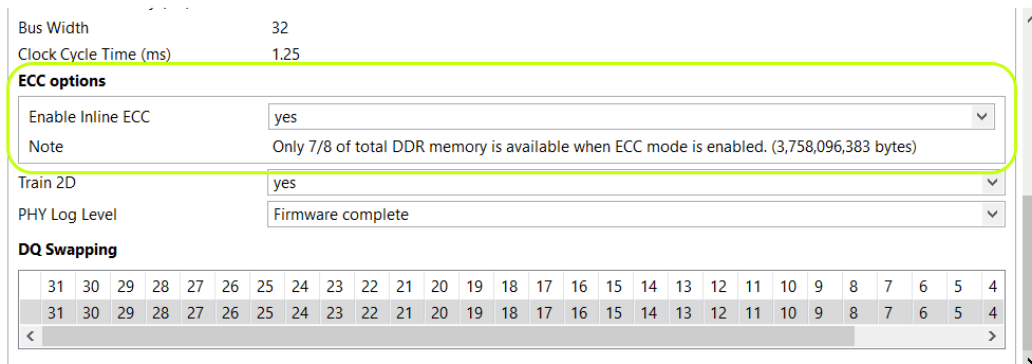 Bus Width 32
Clock Cycle Time (ms) 1.25
ECC options
Enable Inline ECC yes
Note Only 7/8 of total DDR memory is available when ECC mode is enabled. (3,758,096,383 bytes)
Train 2D yes
PHY Log Level Firmware complete
DQ Swapping
31 30 29 28 27 26 25 24 23 22 21 20 19 18 17 16 15 14 13 12 11 10 9 8 7 6 5 4
31 30 29 28 27 26 25 24 23 22 21 20 19 18 17 16 15 14 13 12 11 10 9 8 7 6 5 4